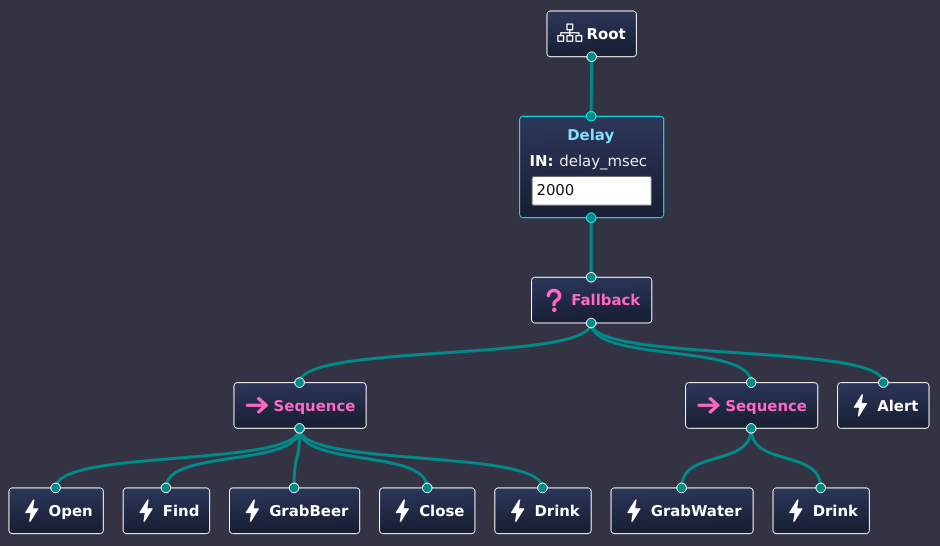 Root
Delay
IN: delay_msec
2000
Fallback
Sequence
Sequence
Alert
Open
Find
GrabBeer
Close
Drink
GrabWater
Drink